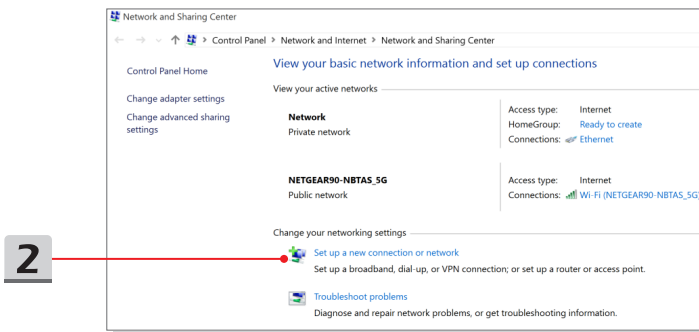 Network and Sharing Center
Control Panel > Network and Internet > Network and Sharing Center
Control Panel Home
Change adapter settings
Change advanced sharing
settings
View your basic network information and set up connections
View your active networks
Network
Private network
Access type: Internet
HomeGroup: Ready to create
Connections: Ethernet
NETGEAR90-NBTAS_5G
Public network
Access type: Internet
Connections: Wi-Fi (NETGEAR90-NBTAS_5G)
Change your networking settings
2
Set up a new connection or network
Set up a broadband, dial-up, or VPN connection; or set up a router or access point.
Troubleshoot problems
Diagnose and repair network problems, or get troubleshooting information.